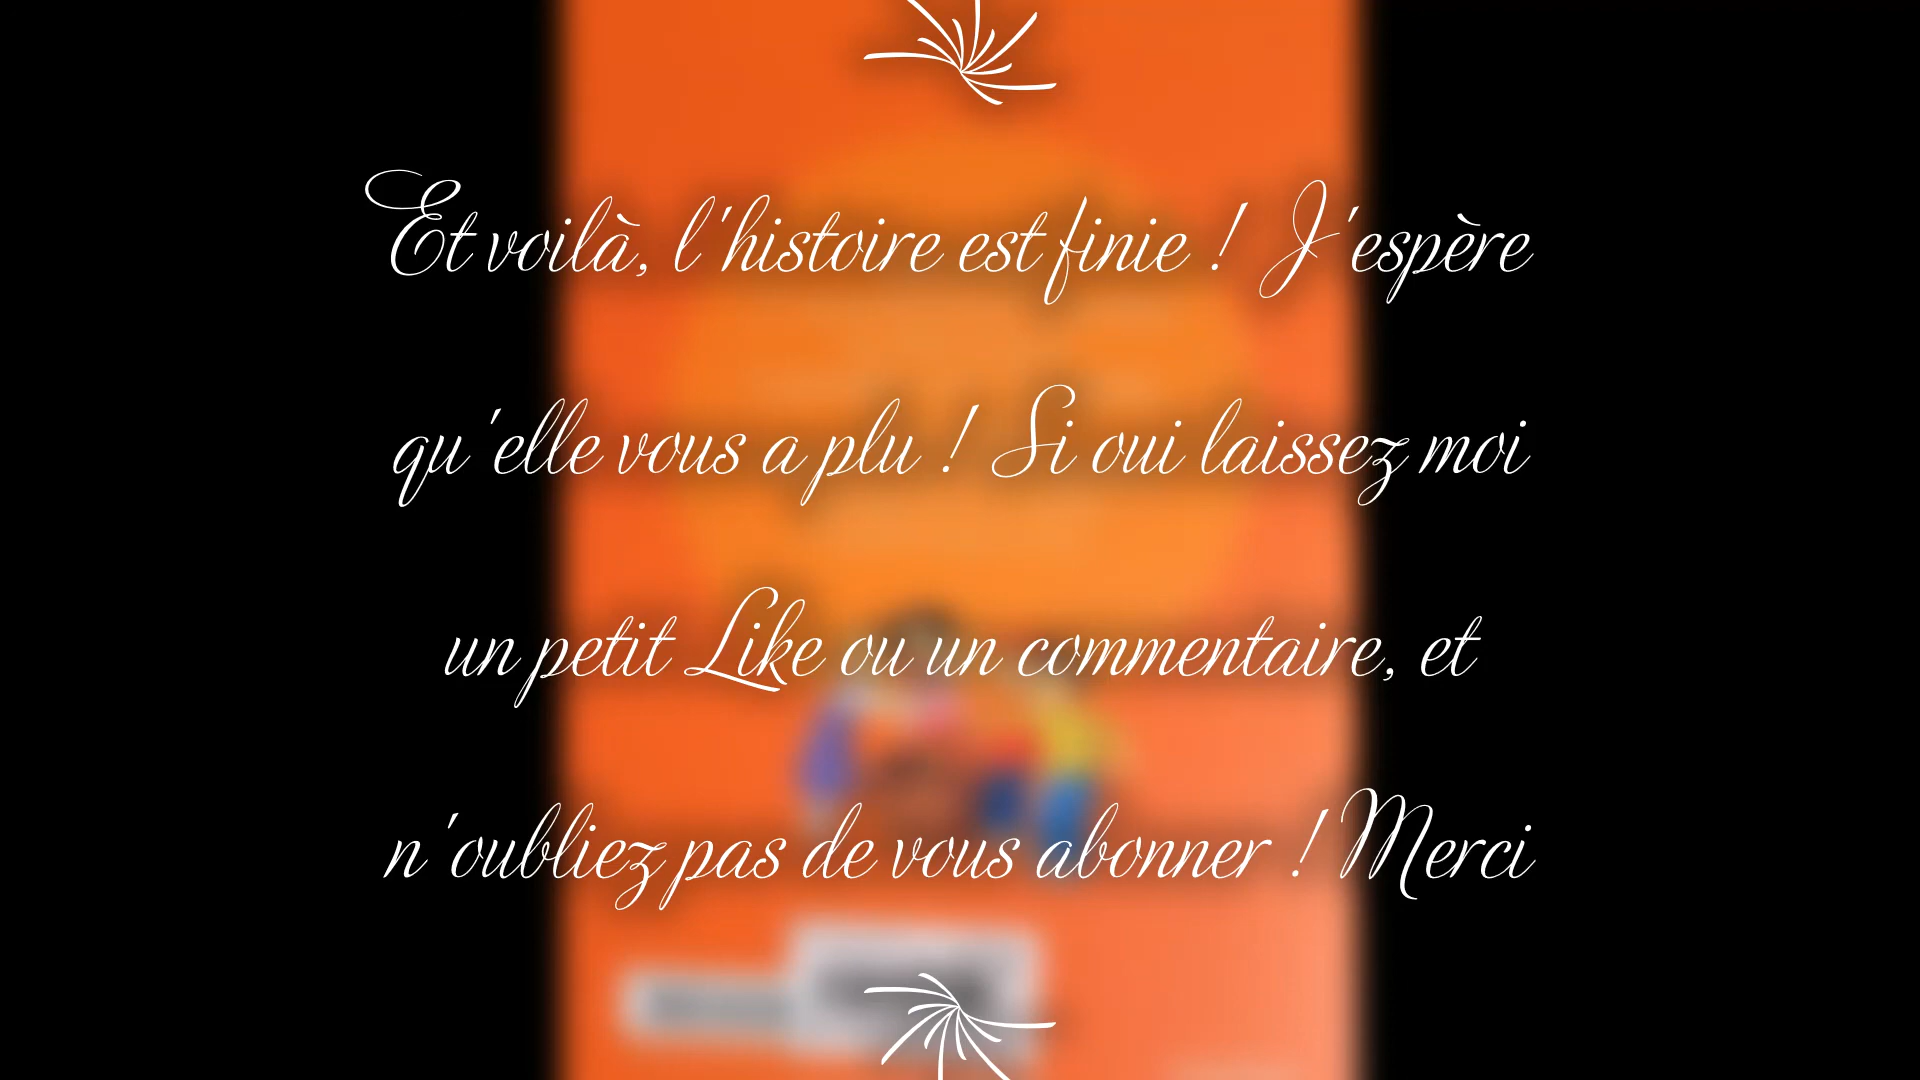 Et voilà, l'histoire est finie ! J'espère
qu'elle vous a plu ! Si oui laissez moi
un petit Like ou un commentaire, et
n'oubliez pas de vous abonner ! Merci